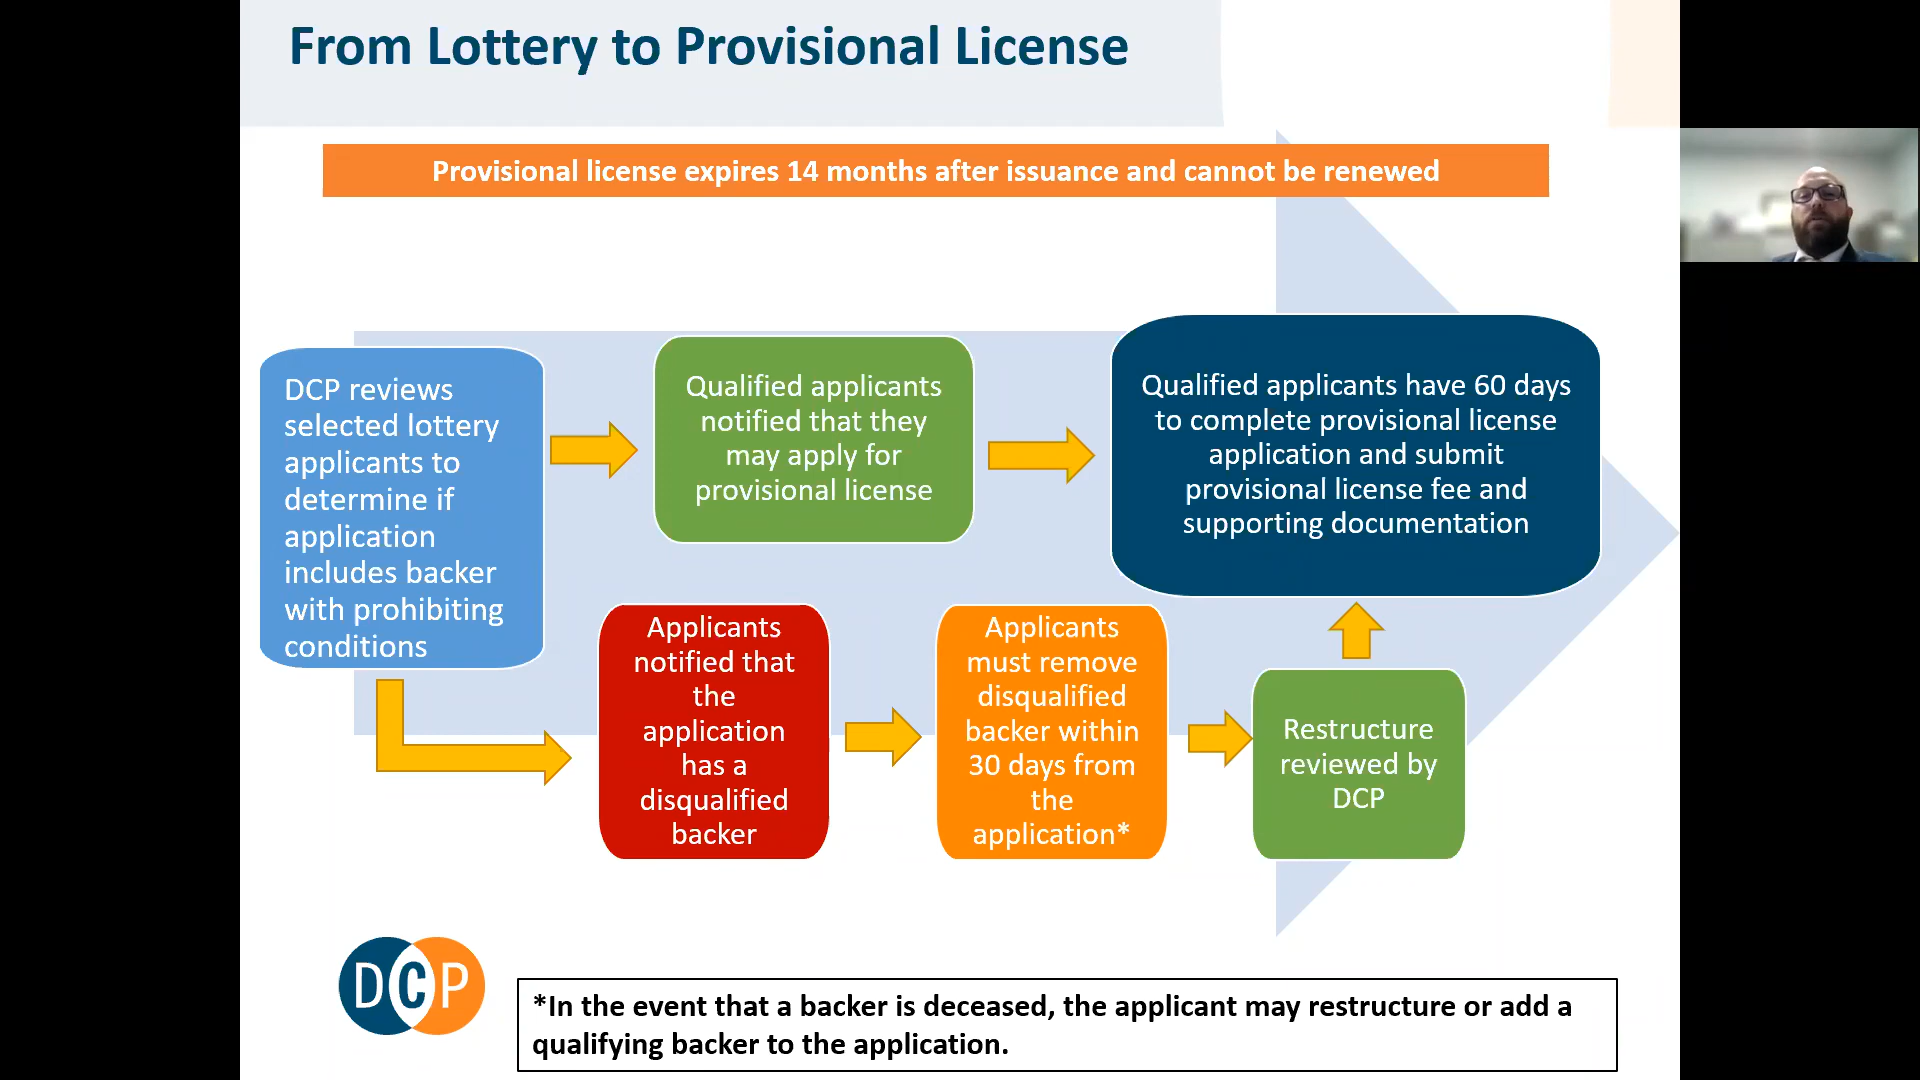 From Lottery to Provisional License
Provisional license expires 14 months after issuance and cannot be renewed
DCP reviews
selected lottery
applicants to
determine if
application
includes backer
with prohibiting
conditions
Qualified applicants
notified that they
may apply for
provisional license
Qualified applicants have 60 days
to complete provisional license
application and submit
provisional license fee and
supporting documentation
Applicants
notified that
the
application
has a
disqualified
backer
Applicants
must remove
disqualified
backer within
30 days from
the
application*
Restructure
reviewed by
DCP
DCP
*In the event that a backer is deceased, the applicant may restructure or add a
qualifying backer to the application.